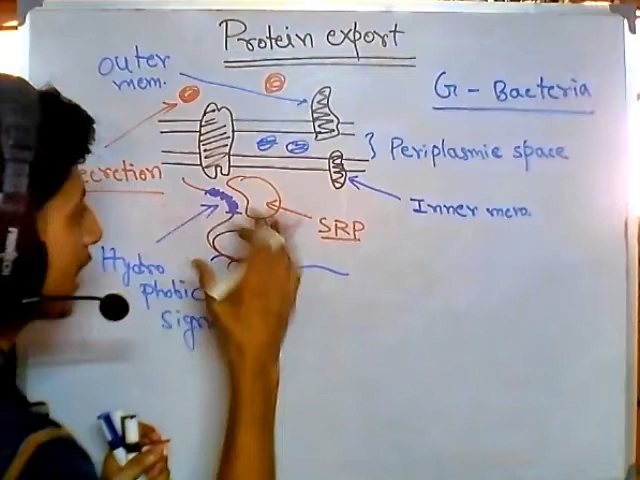 Protein export
outer
mem.
G- Bacteria
Periplasmic space
ecretion
Inner mem.
SRP
Hydro
phobic
Sign